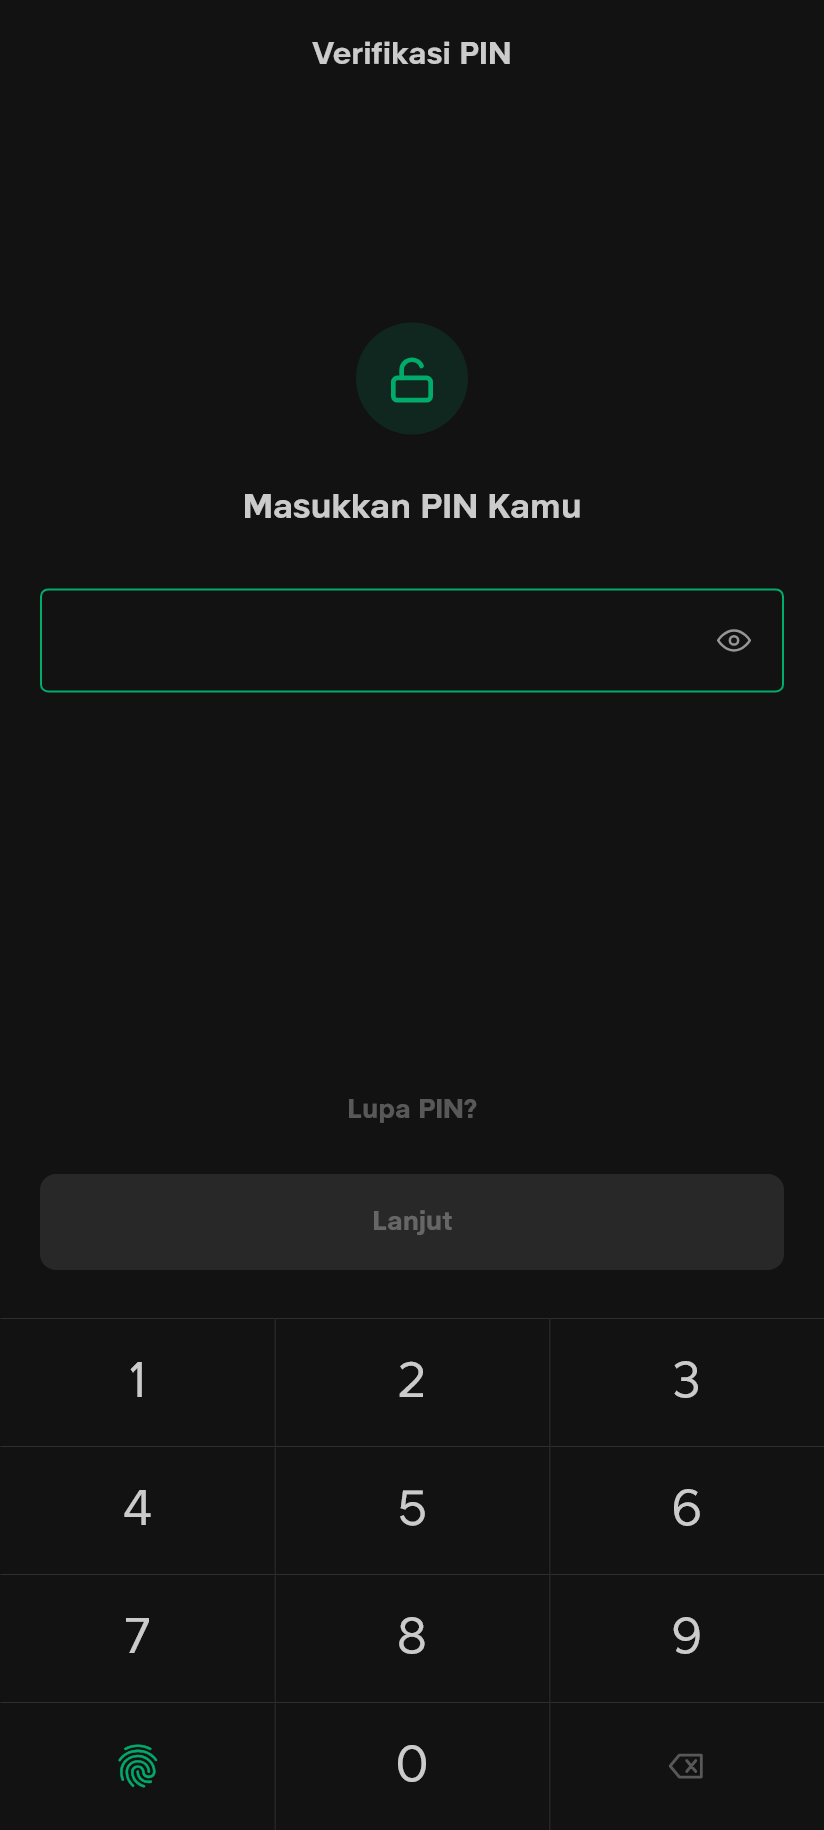 Verifikasi PIN
Masukkan PIN Kamu
Lupa PIN?
Lanjut
1 2 3
4 5 6
7 8 9
0